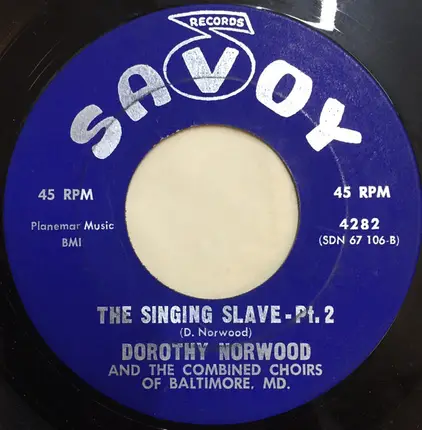 RECORDS
SAVOY
45 RPM
45 RPM
Planemar Music
BMI
4282
(SDN 67 106-B)
THE SINGING SLAVE-Pt. 2
(D. Norwood)
DOROTHY NORWOOD
AND THE COMBINED CHOIRS
OF BALTIMORE, MD.